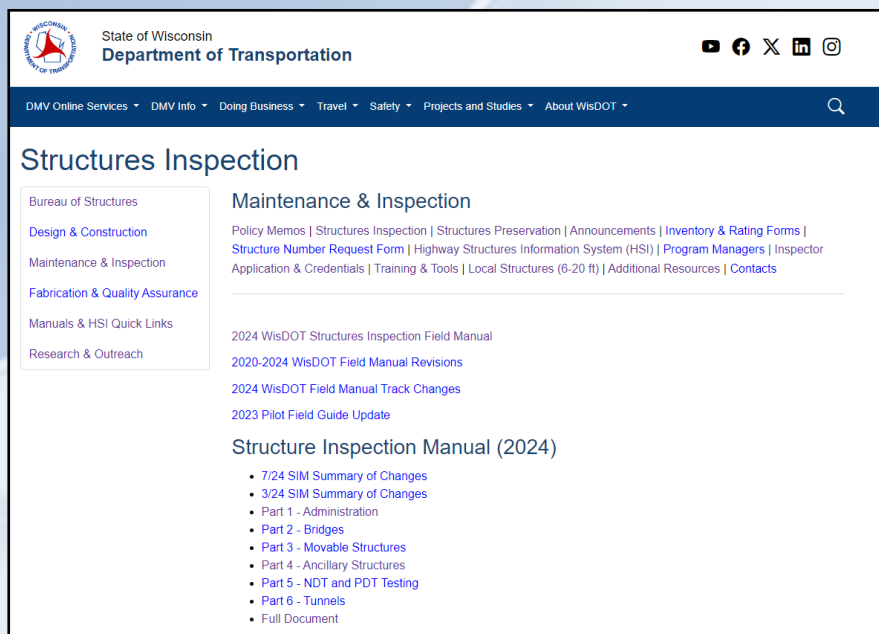 WISCONSIN
DEPARTMENT OF TRANSPORTATION
State of Wisconsin
Department of Transportation
DMV Online Services DMV Info Doing Business Travel Safety Projects and Studies About WisDOT
Structures Inspection
Bureau of Structures
Design & Construction
Maintenance & Inspection
Fabrication & Quality Assurance
Manuals & HSI Quick Links
Research & Outreach
Maintenance & Inspection
Policy Memos | Structures Inspection | Structures Preservation | Announcements | Inventory & Rating Forms |
Structure Number Request Form | Highway Structures Information System (HSI) | Program Managers | Inspector
Application & Credentials | Training & Tools | Local Structures (6-20 ft) | Additional Resources | Contacts
2024 WisDOT Structures Inspection Field Manual
2020-2024 WisDOT Field Manual Revisions
2024 WisDOT Field Manual Track Changes
2023 Pilot Field Guide Update
Structure Inspection Manual (2024)
• 7/24 SIM Summary of Changes
• 3/24 SIM Summary of Changes
• Part 1 - Administration
• Part 2 - Bridges
• Part 3 - Movable Structures
• Part 4 - Ancillary Structures
• Part 5 - NDT and PDT Testing
• Part 6 - Tunnels
• Full Document